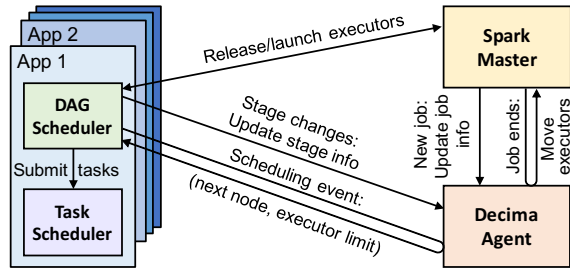 App 2
App 1
DAG
Scheduler
Submit tasks
Task
Scheduler
Release/launch executors
Stage changes:
Update stage info
Scheduling event:
(next node, executor limit)
Spark
Master
New job:
Update job
info
Job ends:
Move
executors
Decima
Agent